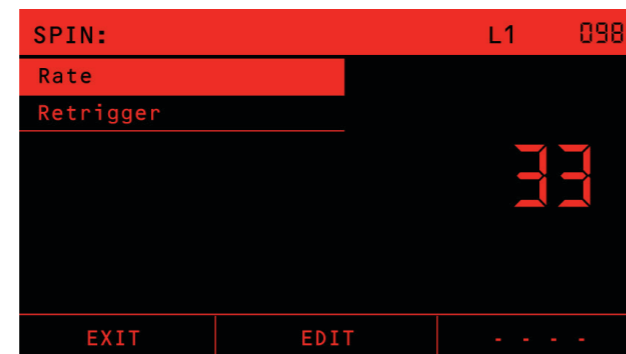 SPIN: L1 098
Rate
Retrigger
33
EXIT EDIT - - - -